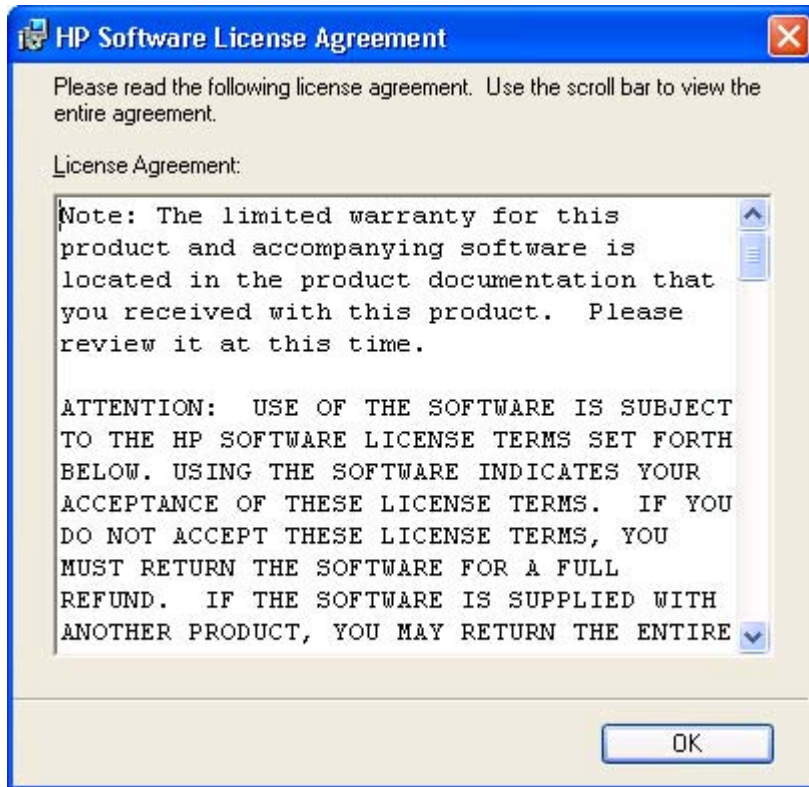 HP Software License Agreement
Please read the following license agreement.  Use the scroll bar to view the
entire agreement.
License Agreement:
Note: The limited warranty for this
product and accompanying software is
located in the product documentation that
you received with this product.  Please
review it at this time.
ATTENTION:  USE OF THE SOFTWARE IS SUBJECT
TO THE HP SOFTWARE LICENSE TERMS SET FORTH
BELOW. USING THE SOFTWARE INDICATES YOUR
ACCEPTANCE OF THESE LICENSE TERMS.  IF YOU
DO NOT ACCEPT THESE LICENSE TERMS, YOU
MUST RETURN THE SOFTWARE FOR A FULL
REFUND.  IF THE SOFTWARE IS SUPPLIED WITH
ANOTHER PRODUCT, YOU MAY RETURN THE ENTIRE
OK